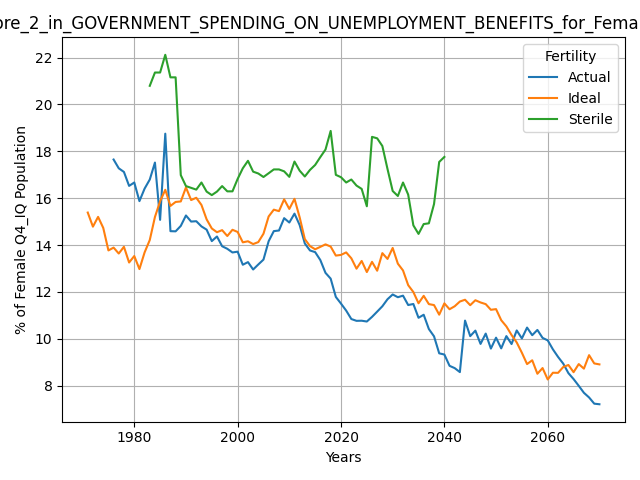 ore_2_in_GOVERNMENT_SPENDING_ON_UNEMPLOYMENT_BENEFITS_for_Fema
Fertility
Actual
Ideal
Sterile
% of Female Q4_IQ Population
22
20
18
16
14
12
10
8
1980 2000 2020 2040 2060
Years